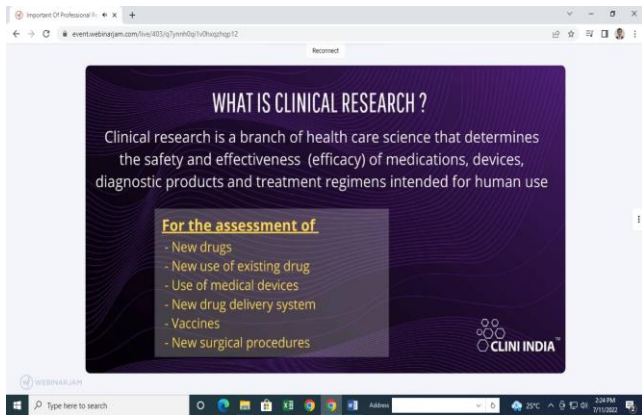 Important Of Professional R
event.webinarjam.com/live/403/q7ynnh0qi1v0hxqzhqp12
Reconnect
WHAT IS CLINICAL RESEARCH ?
Clinical research is a branch of health care science that determines
the safety and effectiveness (efficacy) of medications, devices,
diagnostic products and treatment regimens intended for human use
For the assessment of
- New drugs
- New use of existing drug
- Use of medical devices
- New drug delivery system
- Vaccines
- New surgical procedures
CLINI INDIA™
WEBINARJAM
Type here to search
Address
25°C
2:24 PM
7/11/2022